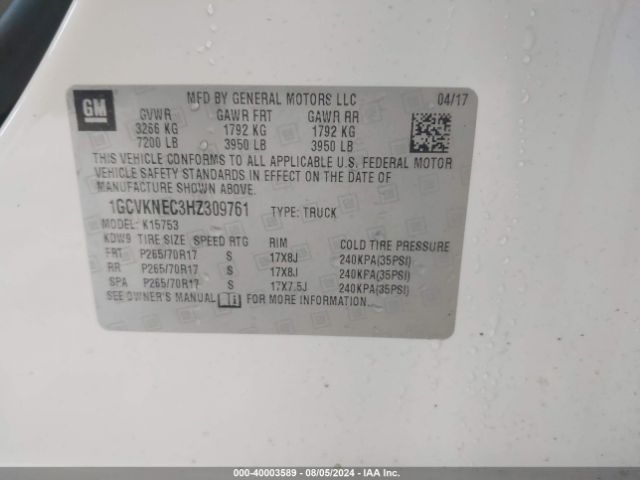 GM
MFD BY GENERAL MOTORS LLC 04/17
GVWR GAWR FRT GAWR RR
3266 KG 1792 KG 1792 KG
7200 LB 3950 LB 3950 LB
THIS VEHICLE CONFORMS TO ALL APPLICABLE U.S. FEDERAL MOTOR
VEHICLE SAFETY STANDARDS IN EFFECT ON THE DATE OF
MANUFACTURE SHOWN ABOVE.
1GCVKNEC3HZ309761 TYPE: TRUCK
MODEL: K15753
KDW9 TIRE SIZE SPEED RTG RIM COLD TIRE PRESSURE
FRT P265/70R17 S 17X8J 240KPA(35PSI)
RR P265/70R17 S 17X8J 240KPA(35PSI)
SPA P265/70R17 S 17X7.5J 240KPA(35PSI)
SEE OWNER'S MANUAL FOR MORE INFORMATION.
000-40003589 - 08/05/2024 - IAA Inc.